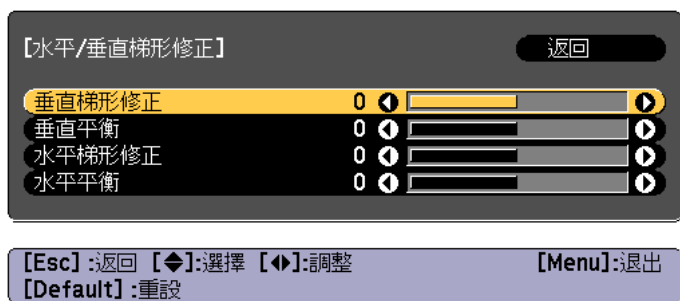 [水平/垂直梯形修正] 返回
垂直梯形修正 0
垂直平衡 0
水平梯形修正 0
水平平衡 0
[Esc] :返回 [◆]:選擇 [◀▶]:調整 [Menu]:退出
[Default] :重設